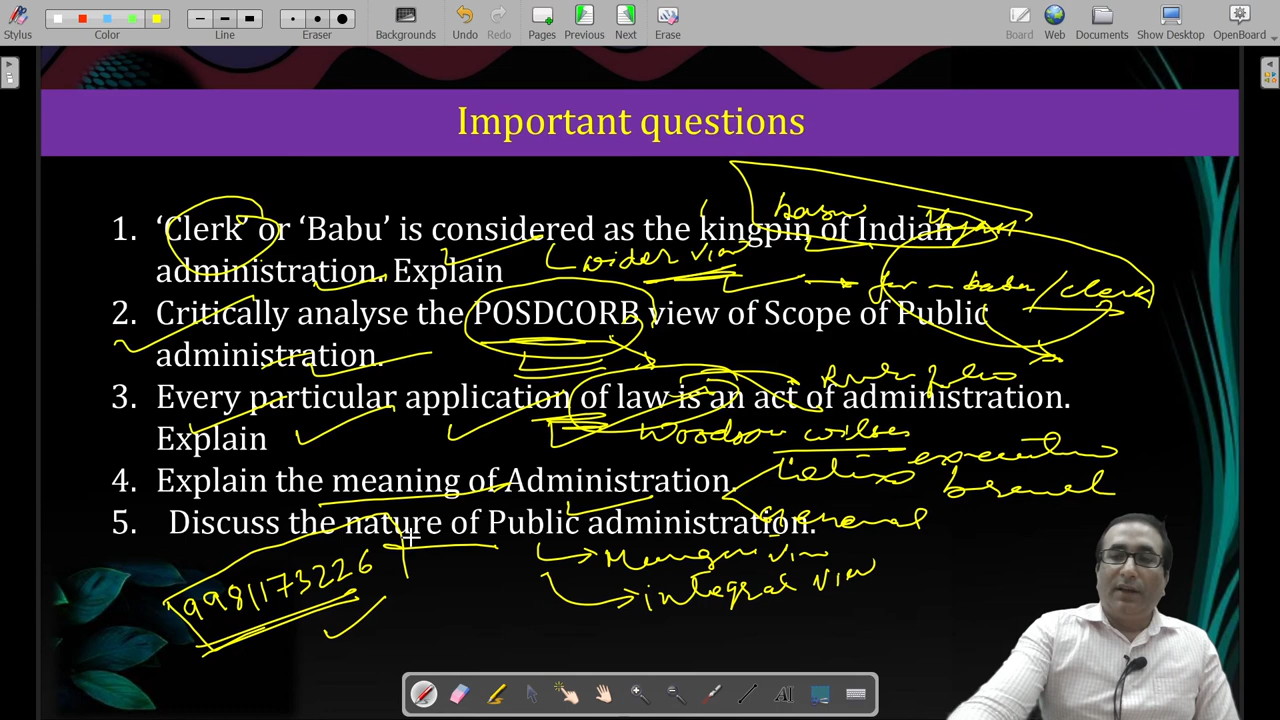 Stylus
Color
Line
Eraser
Backgrounds
Undo
Redo
Pages
Previous
Next
Erase
Board
Web
Documents
Show Desktop
OpenBoard
Important questions
basu
1. ‘Clerk’ or ‘Babu’ is considered as the kingpin of Indian
wider view
administration. Explain
for - babu / clerk
2. Critically analyse the POSDCORB view of Scope of Public
administration.
3. Every particular application of law is an act of administration.
Explain
Woodrow wilson
executive
branch
4. Explain the meaning of Administration.
general
5. Discuss the nature of Public administration.
view
integral view
9981173226